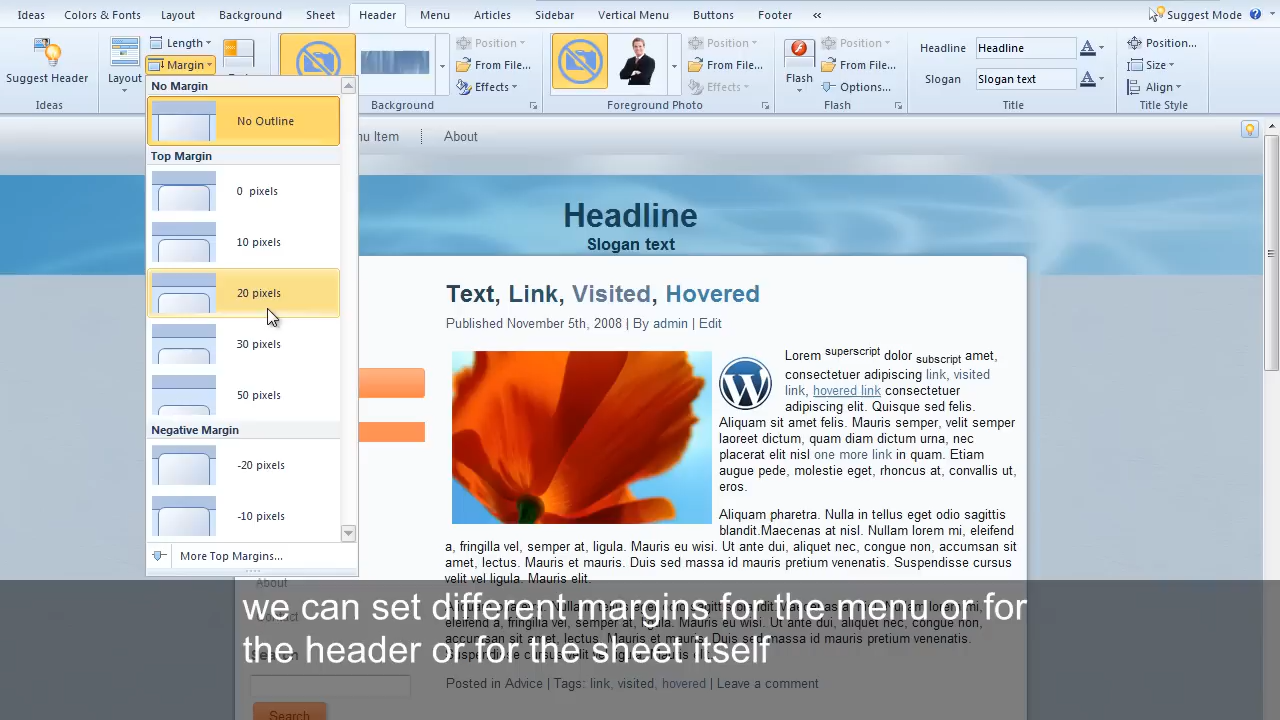 Ideas Colors & Fonts Layout Background Sheet Header Menu Articles Sidebar Vertical Menu Buttons Footer « Suggest Mode
Suggest Header
Ideas
Layout
Length
Margin
Position
From File...
Effects
Background
Position
From File...
Effects
Foreground Photo
Flash
Position
From File...
Options...
Flash
Headline Headline
Slogan Slogan text
Title
Position...
Size
Align
Title Style
No Margin
No Outline
Top Margin
0 pixels
10 pixels
20 pixels
30 pixels
50 pixels
Negative Margin
-20 pixels
-10 pixels
More Top Margins...
nu Item About
Headline
Slogan text
Text, Link, Visited, Hovered
Published November 5th, 2008 | By admin | Edit
Lorem superscript dolor subscript amet,
consectetuer adipiscing link, visited
link, hovered link consectetuer
adipiscing elit. Quisque sed felis.
Aliquam sit amet felis. Mauris semper, velit semper
laoreet dictum, quam diam dictum urna, nec
placerat elit nisl one more link in quam. Etiam
augue pede, molestie eget, rhoncus at, convallis ut,
eros.
Aliquam pharetra. Nulla in tellus eget odio sagittis
blandit.Maecenas at nisl. Nullam lorem mi, eleifend
a, fringilla vel, semper at, ligula. Mauris eu wisi. Ut ante dui, aliquet nec, congue non, accumsan sit
amet, lectus. Mauris et mauris. Duis sed massa id mauris pretium venenatis. Suspendisse cursus
velit vel ligula. Mauris elit.
About
Search
Search
we can set different margins for the menu or for
the header or for the sheet itself
Posted in Advice | Tags: link, visited, hovered | Leave a comment